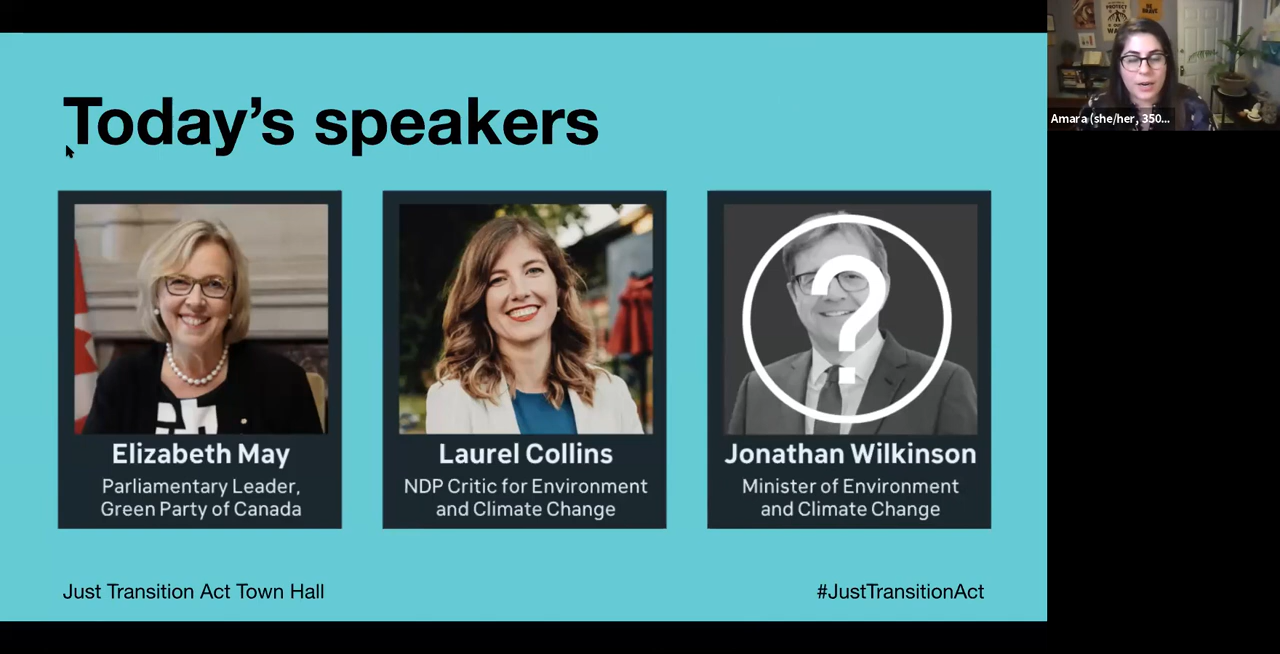 Today's speakers
Elizabeth May
Parliamentary Leader,
Green Party of Canada
Laurel Collins
NDP Critic for Environment
and Climate Change
?
Jonathan Wilkinson
Minister of Environment
and Climate Change
Just Transition Act Town Hall
#JustTransitionAct
PROTECT
Amara (she/her, 350...